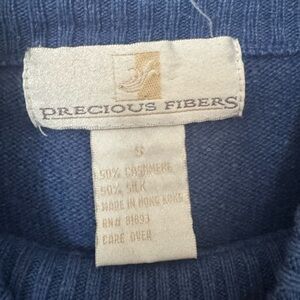 PRECIOUS FIBERS
S
50% CASHMERE
50% SILK
MADE IN HONG KONG
RN# 81893
CARE OVER